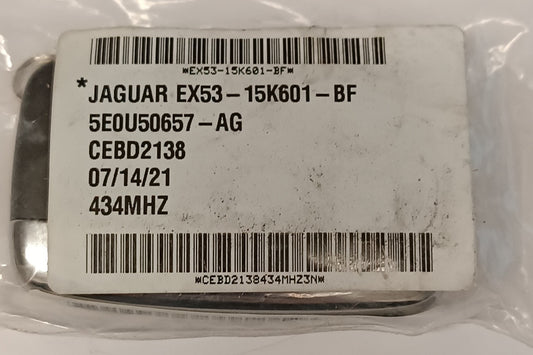 *EX53-15K601-BF*
*JAGUAR EX53-15K601-BF
5E0U50657-AG
CEBD2138
07/14/21
434MHZ
*CEBD2138434MHZ3N*